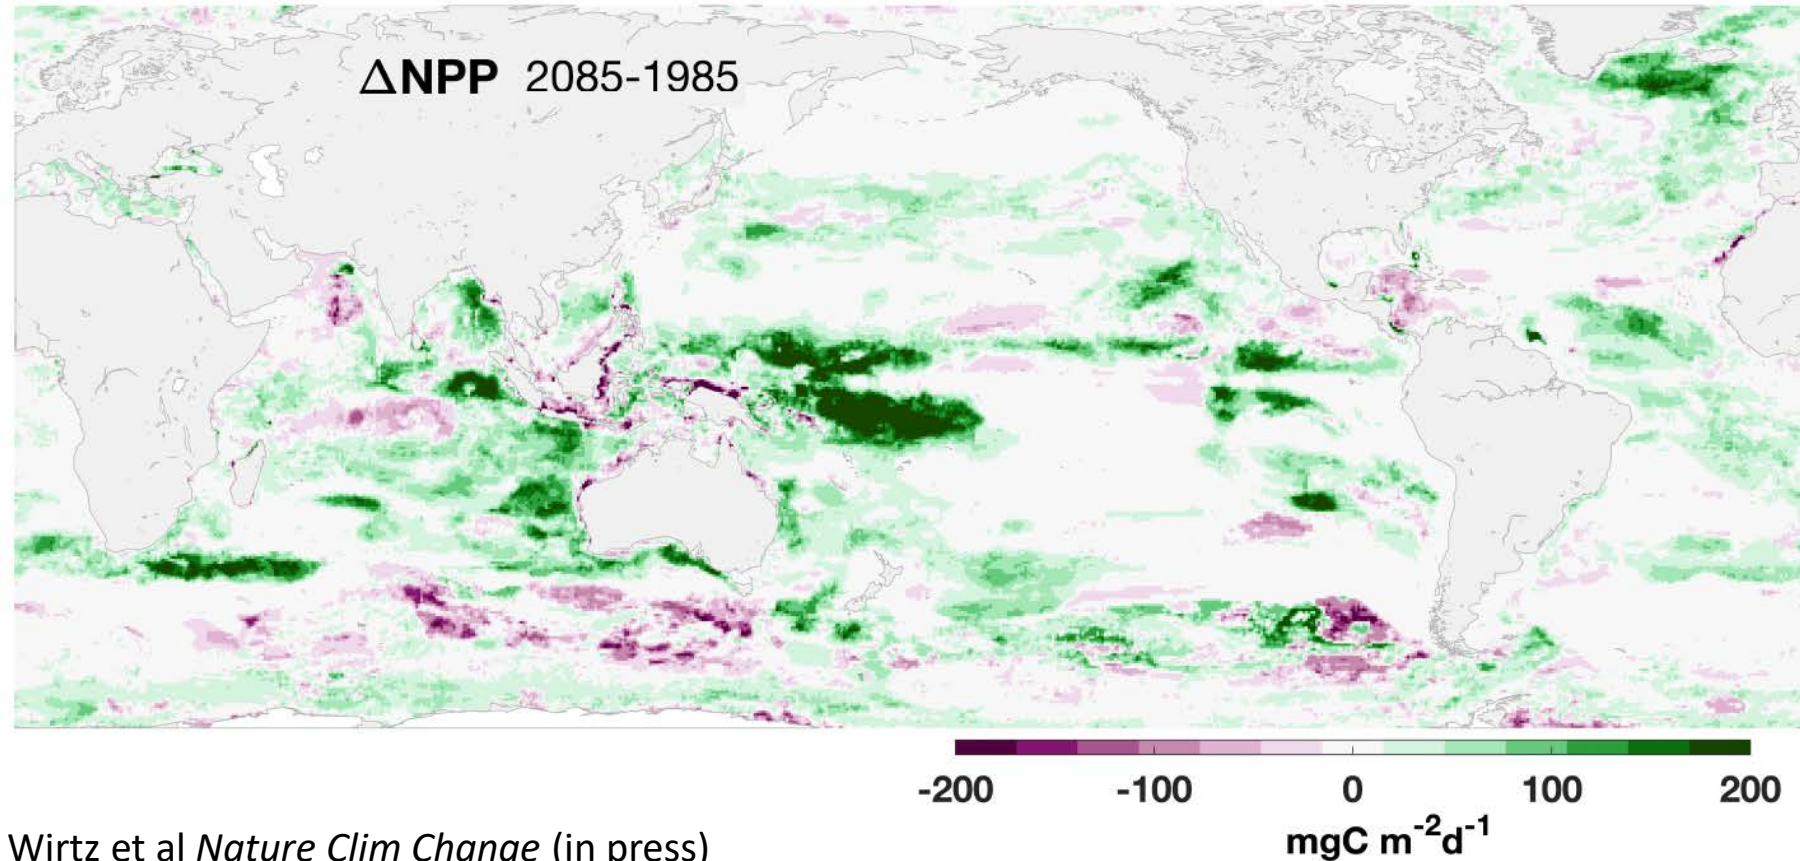 ΔNPP 2085-1985
-200 -100 0 100 200
mgC m⁻²d⁻¹
Wirtz et al Nature Clim Change (in press)